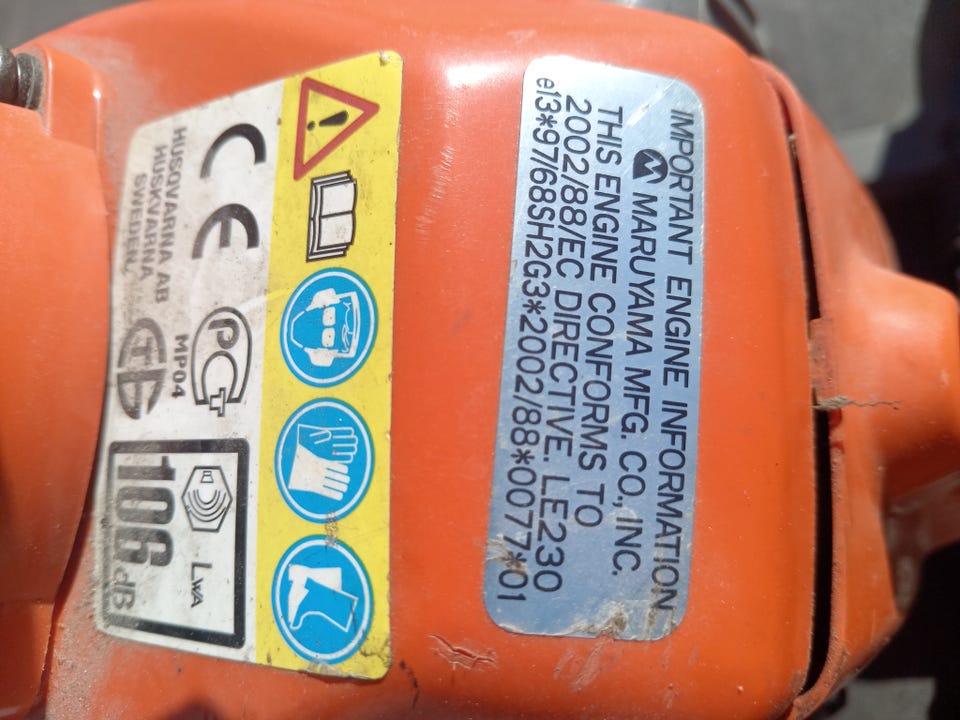 IMPORTANT ENGINE INFORMATION
MARUYAMA MFG. CO., INC.
THIS ENGINE CONFORMS TO
2002/88/EC DIRECTIVE. LE230
e13*97/68SH2G3*2002/88*0077*01
CE
HUSQVARNA AB
HUSKVARNA
SWEDEN
PCT
MP04
LWA
106 dB